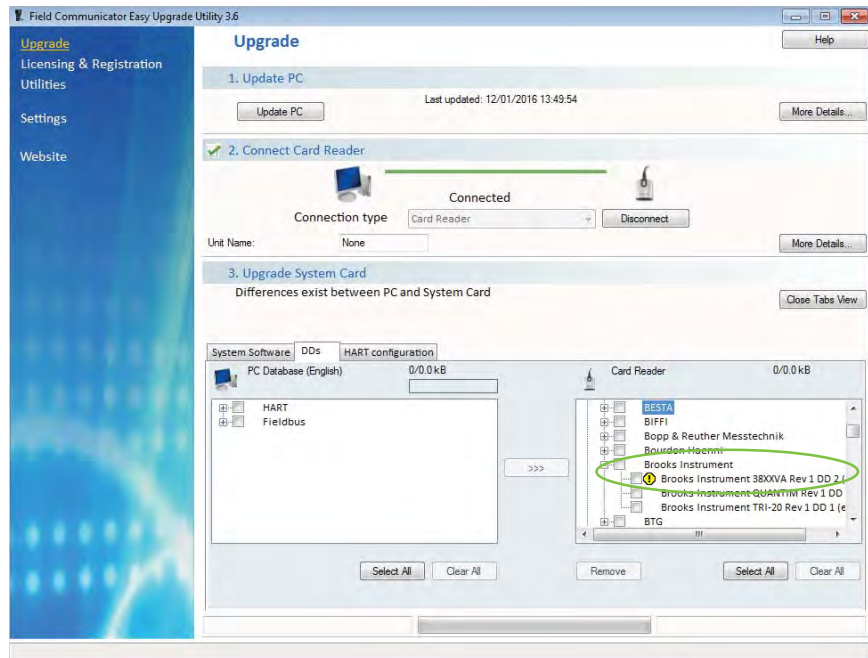 Field Communicator Easy Upgrade Utility 3.6
Upgrade
Licensing & Registration
Utilities
Settings
Website
Upgrade
Help
1. Update PC
Update PC
Last updated: 12/01/2016 13:49:54
More Details...
2. Connect Card Reader
Connected
Connection type
Card Reader
Disconnect
Unit Name:
None
More Details...
3. Upgrade System Card
Differences exist between PC and System Card
Close Tabs View
System Software
DDs
HART configuration
PC Database (English)
0/0.0 kB
HART
Fieldbus
>>>
Card Reader
0/0.0 kB
BESTA
BIFFI
Bopp & Reuther Messtechnik
Bourdon Haenni
Brooks Instrument
Brooks Instrument 38XXVA Rev 1 DD 2 (
Brooks Instrument QUANTIM Rev 1 DD
Brooks Instrument TRI-20 Rev 1 DD 1 (e
BTG
Select All
Clear All
Remove
Select All
Clear All